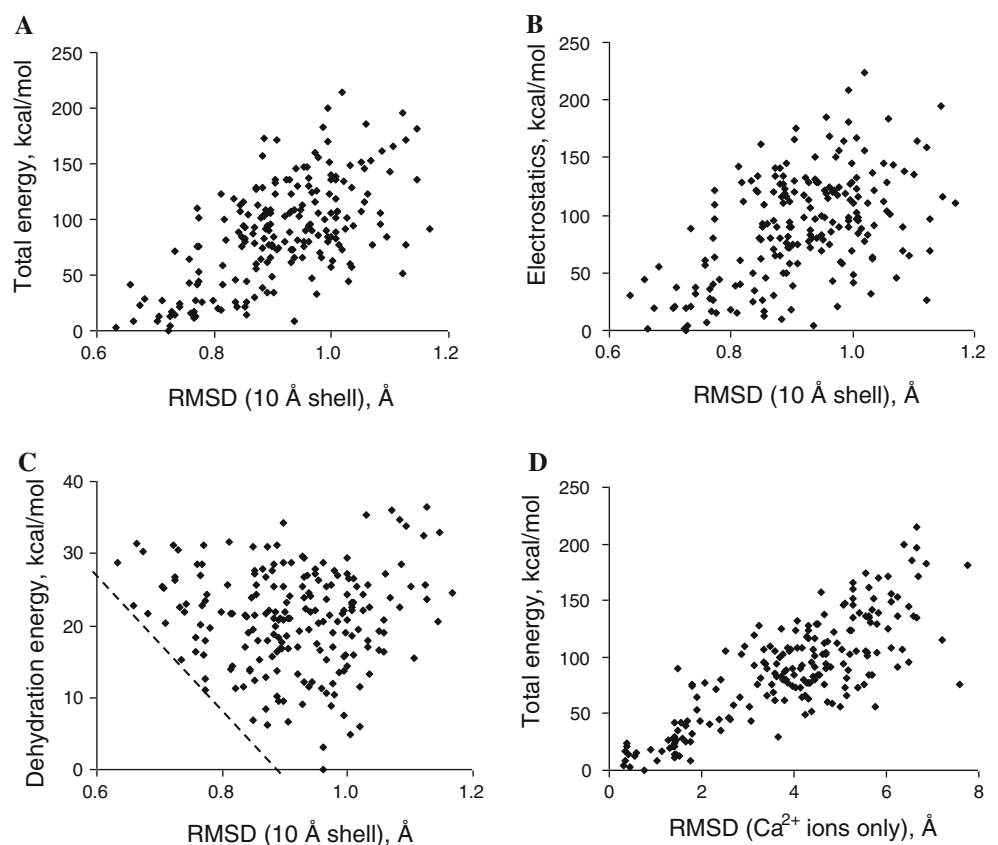 A
250
200
150
100
50
0
0.6 0.8 1.0 1.2
Total energy, kcal/mol
RMSD (10 Å shell), Å
B
250
200
150
100
50
0
0.6 0.8 1.0 1.2
Electrostatics, kcal/mol
RMSD (10 Å shell), Å
C
40
30
20
10
0
0.6 0.8 1.0 1.2
Dehydration energy, kcal/mol
RMSD (10 Å shell), Å
D
250
200
150
100
50
0
0 2 4 6 8
Total energy, kcal/mol
RMSD (Ca²⁺ ions only), Å